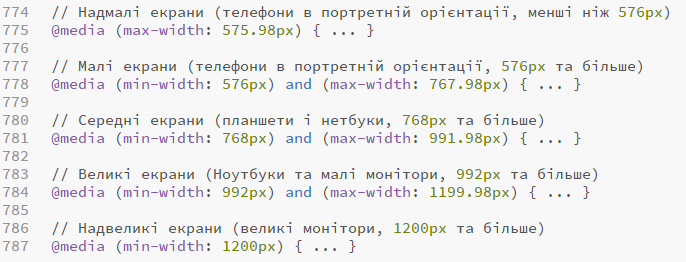 774 // Надмалі екрани (телефони в портретній орієнтації, менші ніж 576px)
775 @media (max-width: 575.98px) { ... }
776
777 // Малі екрани (телефони в портретній орієнтації, 576px та більше)
778 @media (min-width: 576px) and (max-width: 767.98px) { ... }
779
780 // Середні екрани (планшети і нетбуки, 768px та більше)
781 @media (min-width: 768px) and (max-width: 991.98px) { ... }
782
783 // Великі екрани (Ноутбуки та малі монітори, 992px та більше)
784 @media (min-width: 992px) and (max-width: 1199.98px) { ... }
785
786 // Надвеликі екрани (великі монітори, 1200px та більше)
787 @media (min-width: 1200px) { ... }